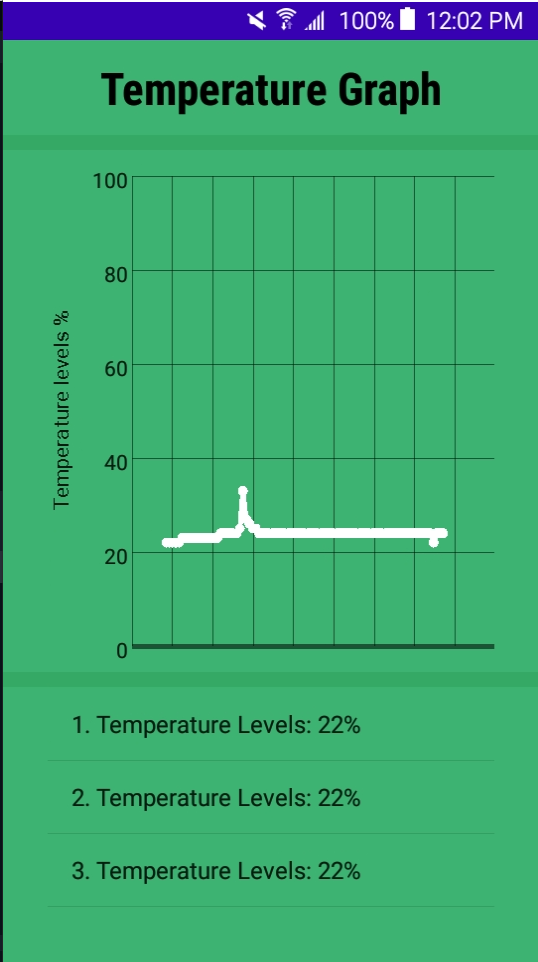 100% 12:02 PM
Temperature Graph
Temperature levels %
100
80
60
40
20
0
1. Temperature Levels: 22%
2. Temperature Levels: 22%
3. Temperature Levels: 22%